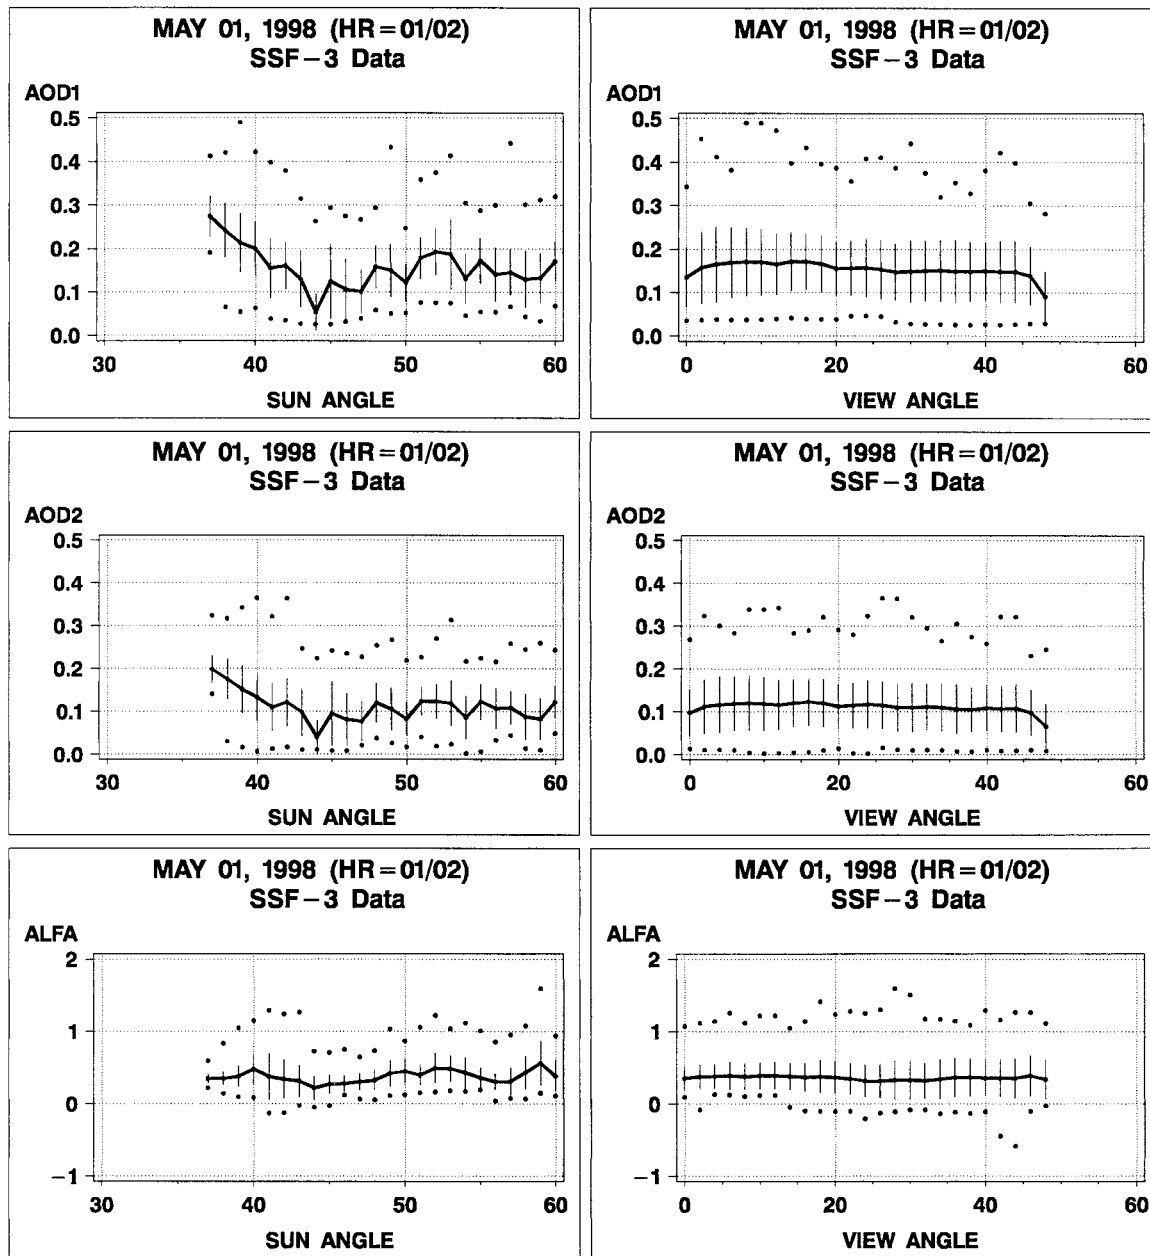 MAY 01, 1998 (HR=01/02)
SSF-3 Data
AOD1
0.5
0.4
0.3
0.2
0.1
0.0
30 40 50 60
SUN ANGLE
MAY 01, 1998 (HR=01/02)
SSF-3 Data
AOD1
0.5
0.4
0.3
0.2
0.1
0.0
0 20 40 60
VIEW ANGLE
MAY 01, 1998 (HR=01/02)
SSF-3 Data
AOD2
0.5
0.4
0.3
0.2
0.1
0.0
30 40 50 60
SUN ANGLE
MAY 01, 1998 (HR=01/02)
SSF-3 Data
AOD2
0.5
0.4
0.3
0.2
0.1
0.0
0 20 40 60
VIEW ANGLE
MAY 01, 1998 (HR=01/02)
SSF-3 Data
ALFA
2
1
0
-1
30 40 50 60
SUN ANGLE
MAY 01, 1998 (HR=01/02)
SSF-3 Data
ALFA
2
1
0
-1
0 20 40 60
VIEW ANGLE